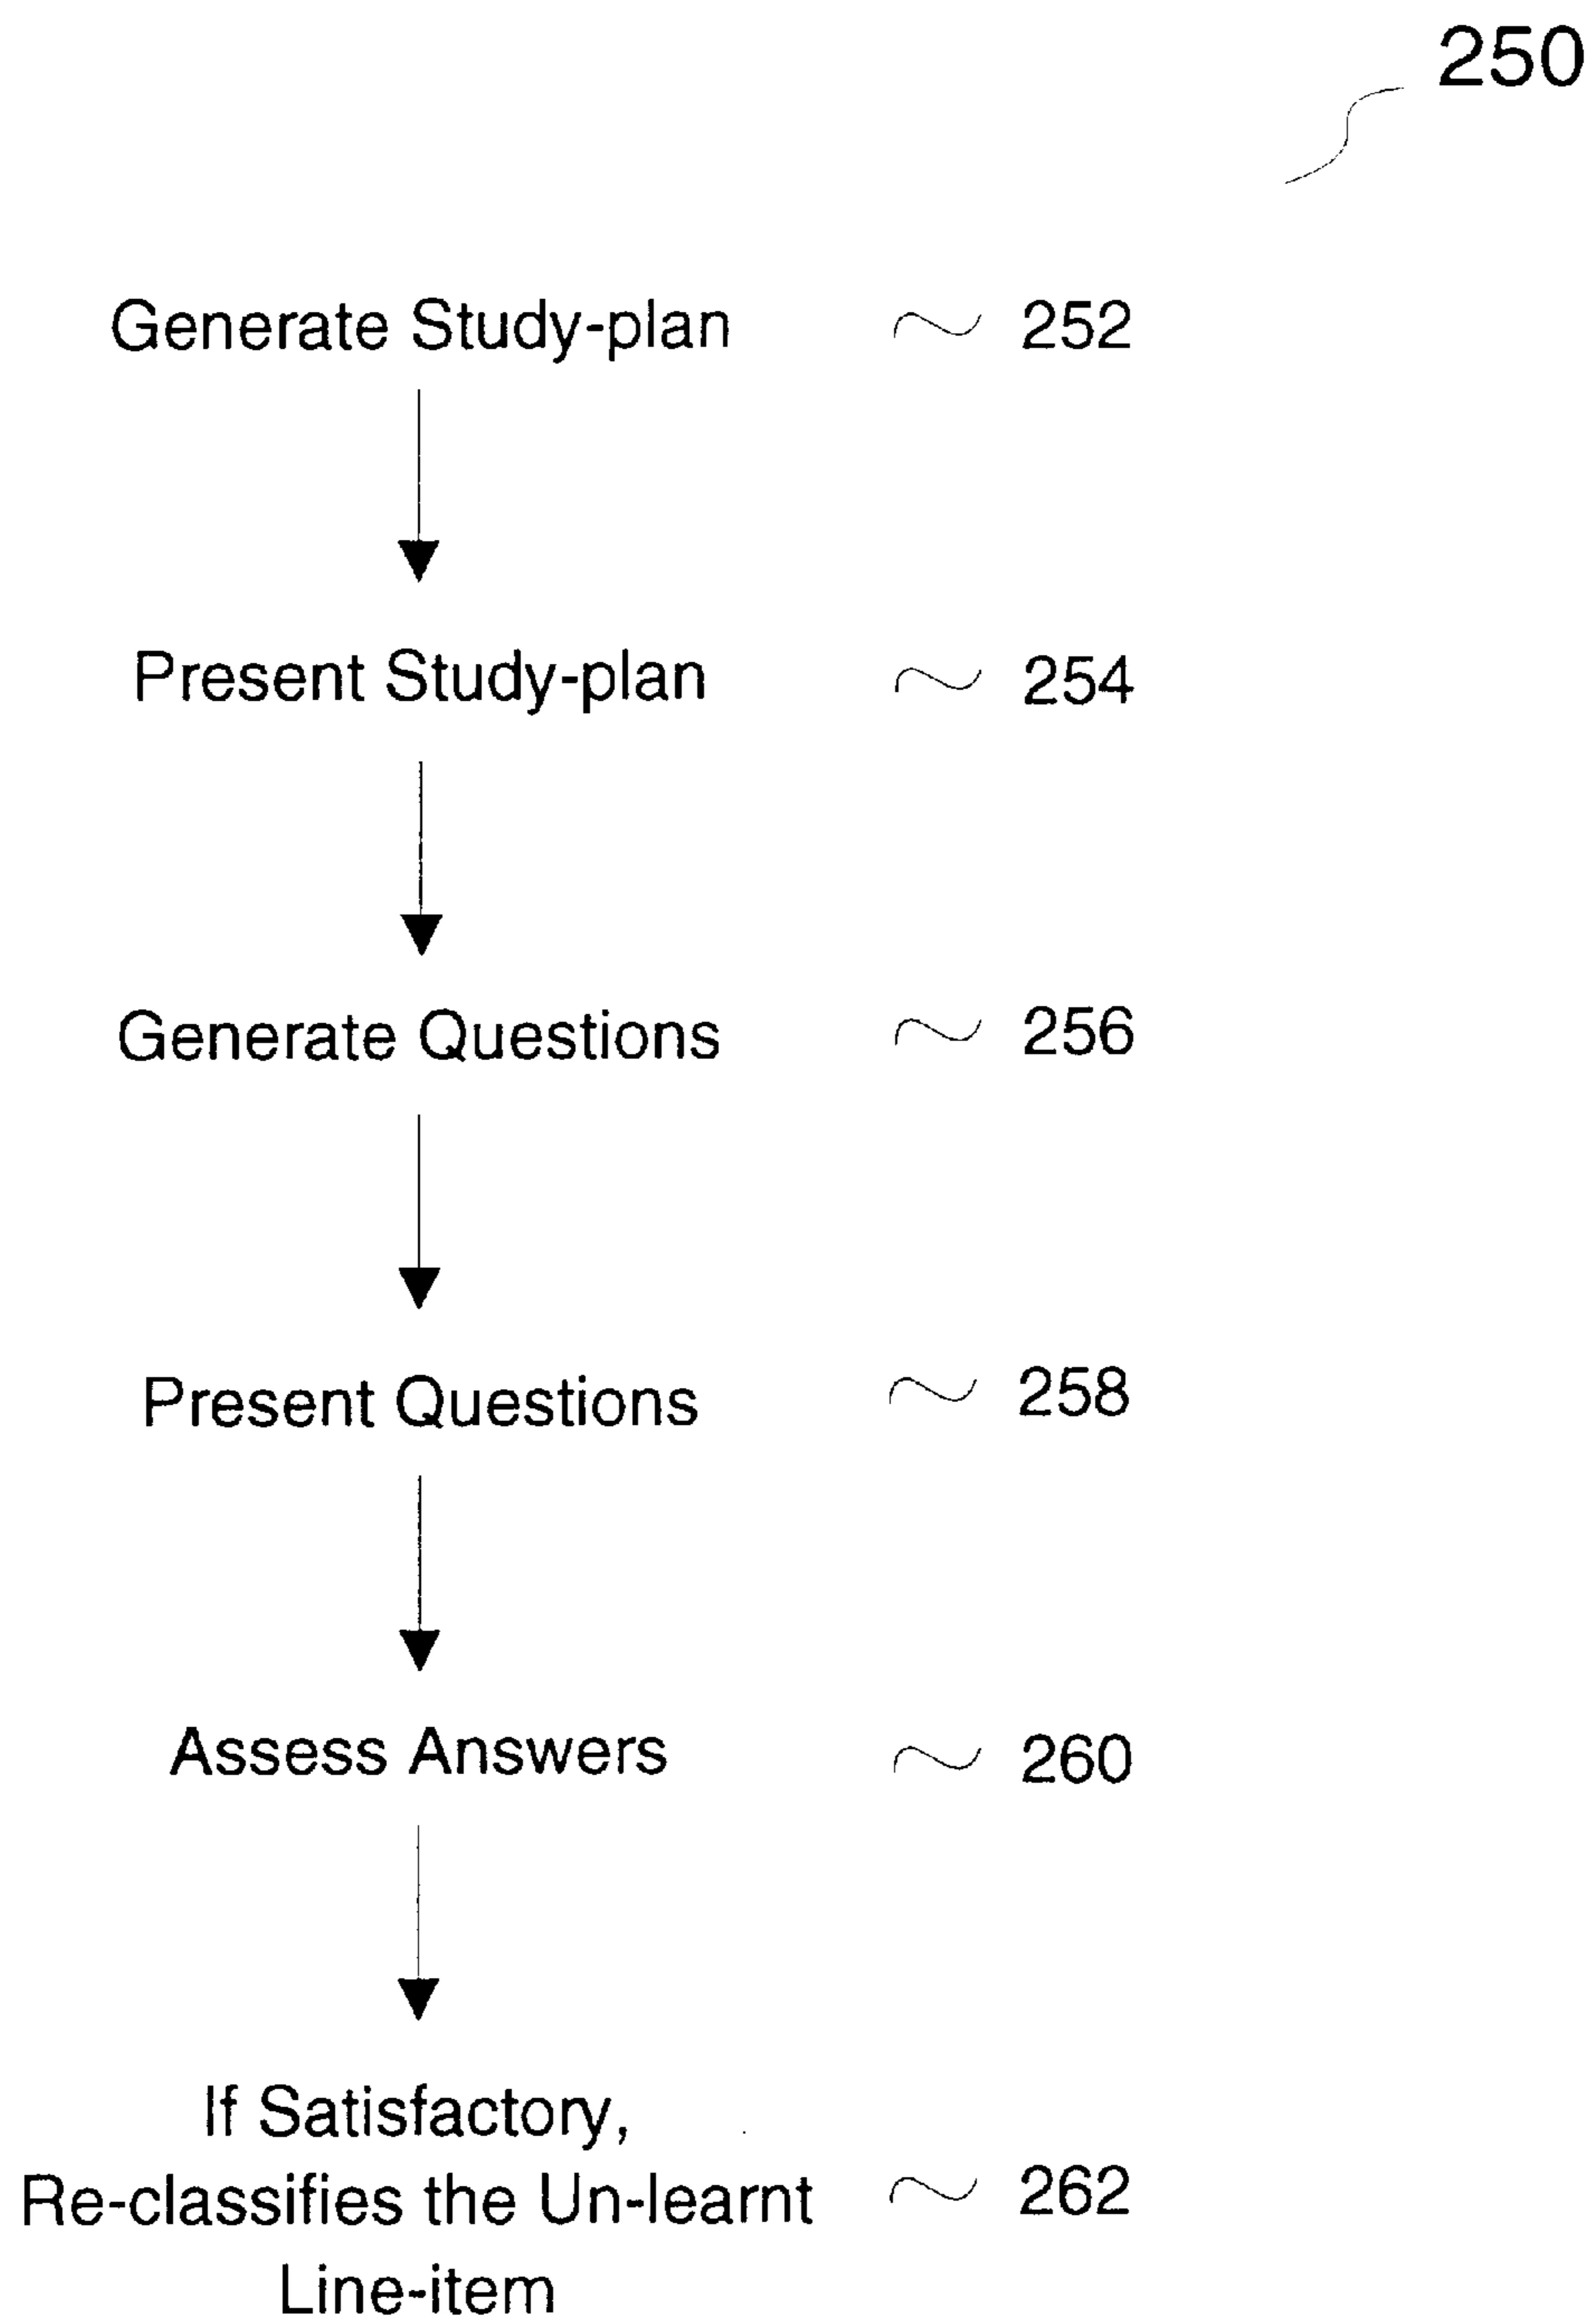 250
Generate Study-plan 252
Present Study-plan 254
Generate Questions 256
Present Questions 258
Assess Answers 260
If Satisfactory,
Re-classifies the Un-learnt 262
Line-item